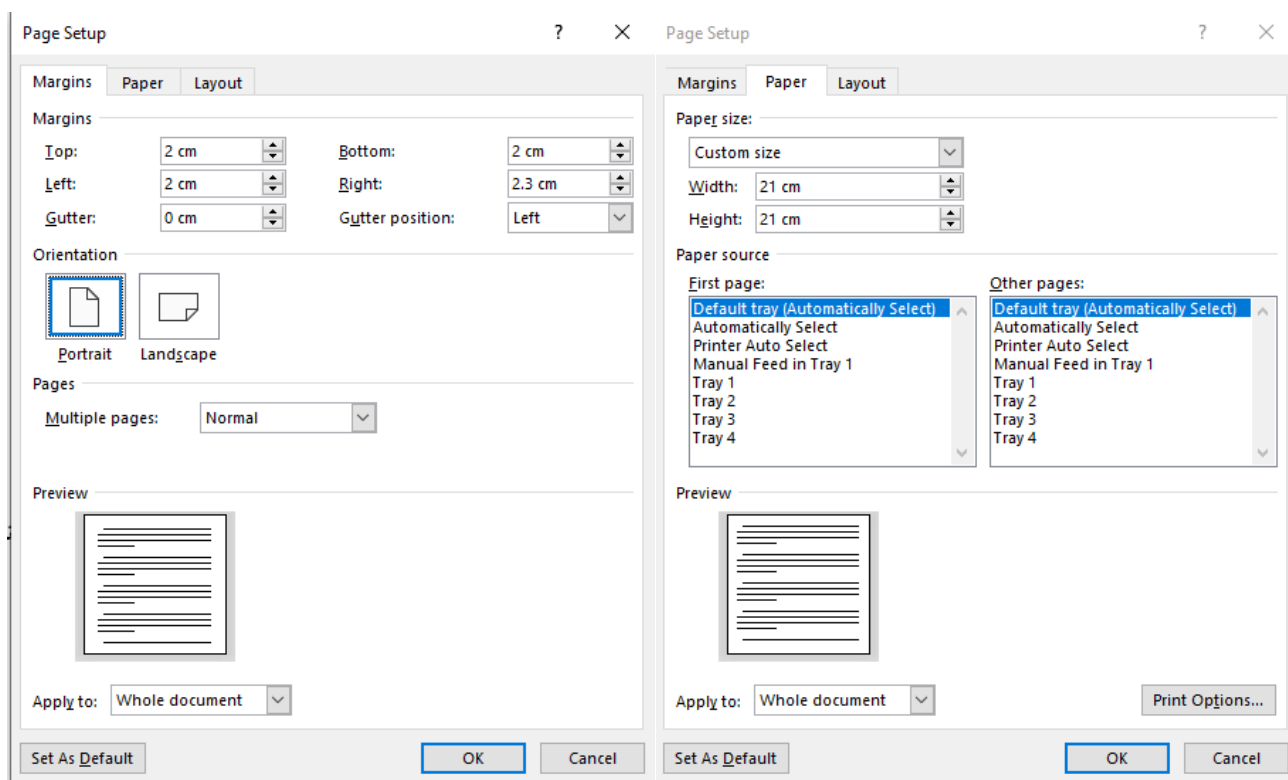 Page Setup ? ×
Margins Paper Layout
Margins
Top: 2 cm Bottom: 2 cm
Left: 2 cm Right: 2.3 cm
Gutter: 0 cm Gutter position: Left
Orientation
Portrait Landscape
Pages
Multiple pages: Normal
Preview
Apply to: Whole document
Set As Default OK Cancel
Page Setup ? ×
Margins Paper Layout
Paper size:
Custom size
Width: 21 cm
Height: 21 cm
Paper source
First page:
Default tray (Automatically Select)
Automatically Select
Printer Auto Select
Manual Feed in Tray 1
Tray 1
Tray 2
Tray 3
Tray 4
Other pages:
Default tray (Automatically Select)
Automatically Select
Printer Auto Select
Manual Feed in Tray 1
Tray 1
Tray 2
Tray 3
Tray 4
Preview
Apply to: Whole document
Print Options...
Set As Default OK Cancel